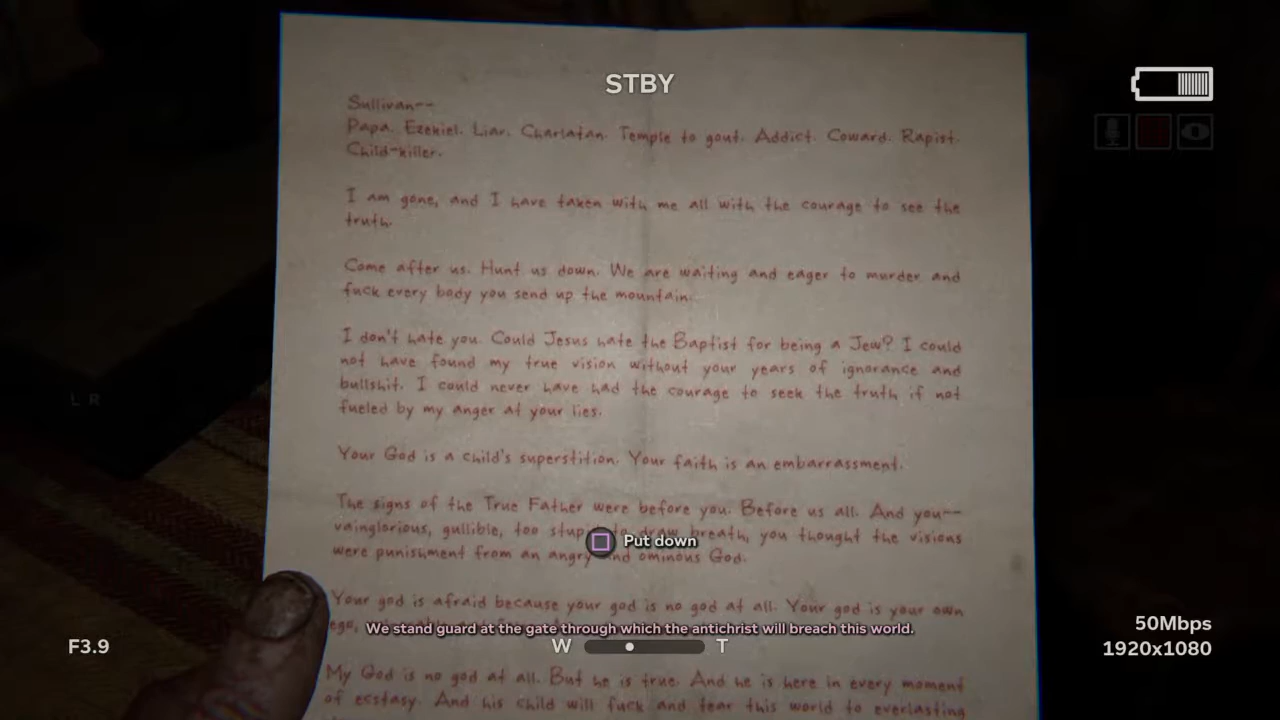 STBY
Sullivan--
Papa. Ezekiel. Liar. Charlatan. Temple to gout. Addict. Coward. Rapist.
Child-killer.
I am gone, and I have taken with me all with the courage to see the
truth.
Come after us. Hunt us down. We are waiting and eager to murder and
fuck every body you send up the mountain.
I don't hate you. Could Jesus hate the Baptist for being a Jew? I could
not have found my true vision without your years of ignorance and
bullshit. I could never have had the courage to seek the truth if not
fueled by my anger at your lies.
Your God is a child's superstition. Your faith is an embarrassment.
The signs of the True Father were before you. Before us all. And you--
vainglorious, gullible, too stupid to draw breath, you thought the visions
were punishment from an angry and ominous God.
Put down
Your god is afraid because your god is no god at all. Your god is your own
ego,
We stand guard at the gate through which the antichrist will breach this world.
My God is no god at all. But he is true. And he is here in every moment
of ecstasy. And his child will fuck and tear this world to everlasting
L R
F3.9
W T
50Mbps
1920x1080